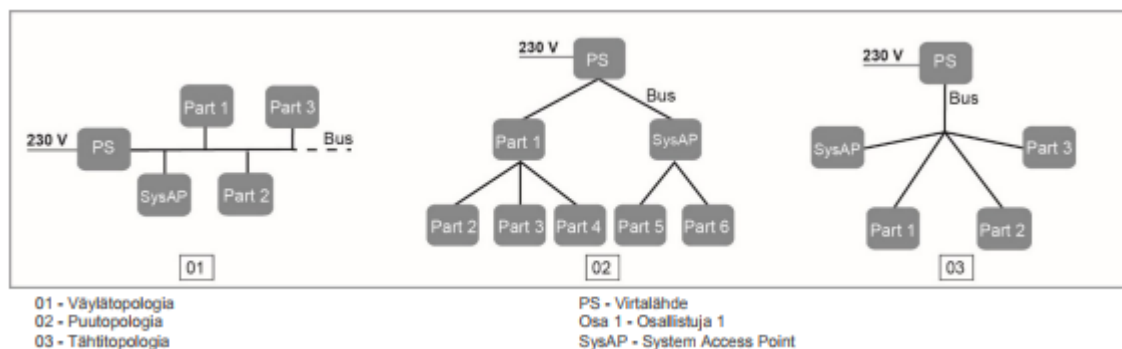 230 V
PS
Part 1
Part 3
Bus
SysAP
Part 2
01
230 V
PS
Bus
Part 1
SysAP
Part 2
Part 3
Part 4
Part 5
Part 6
02
230 V
PS
Bus
SysAP
Part 3
Part 1
Part 2
03
01 - Väylätopologia
02 - Puutopologia
03 - Tähtitopologia
PS - Virtalähde
Osa 1 - Osallistuja 1
SysAP - System Access Point